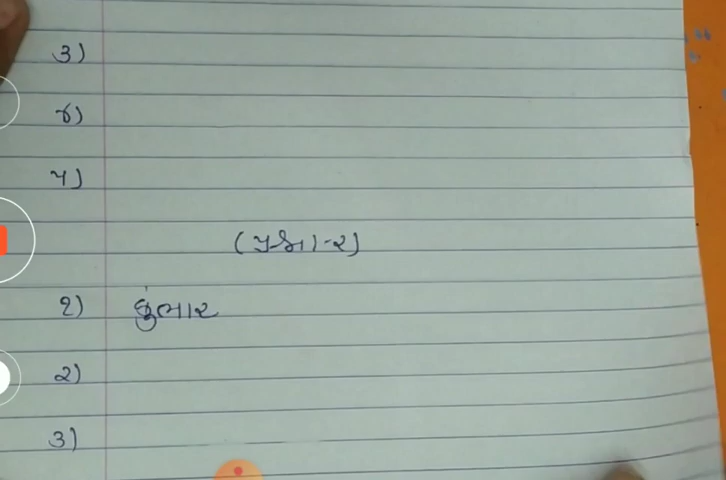 ૩)
૪)
૫)
(પ્રશ્ન-૨)
૧) કુંભાર
૨)
૩)